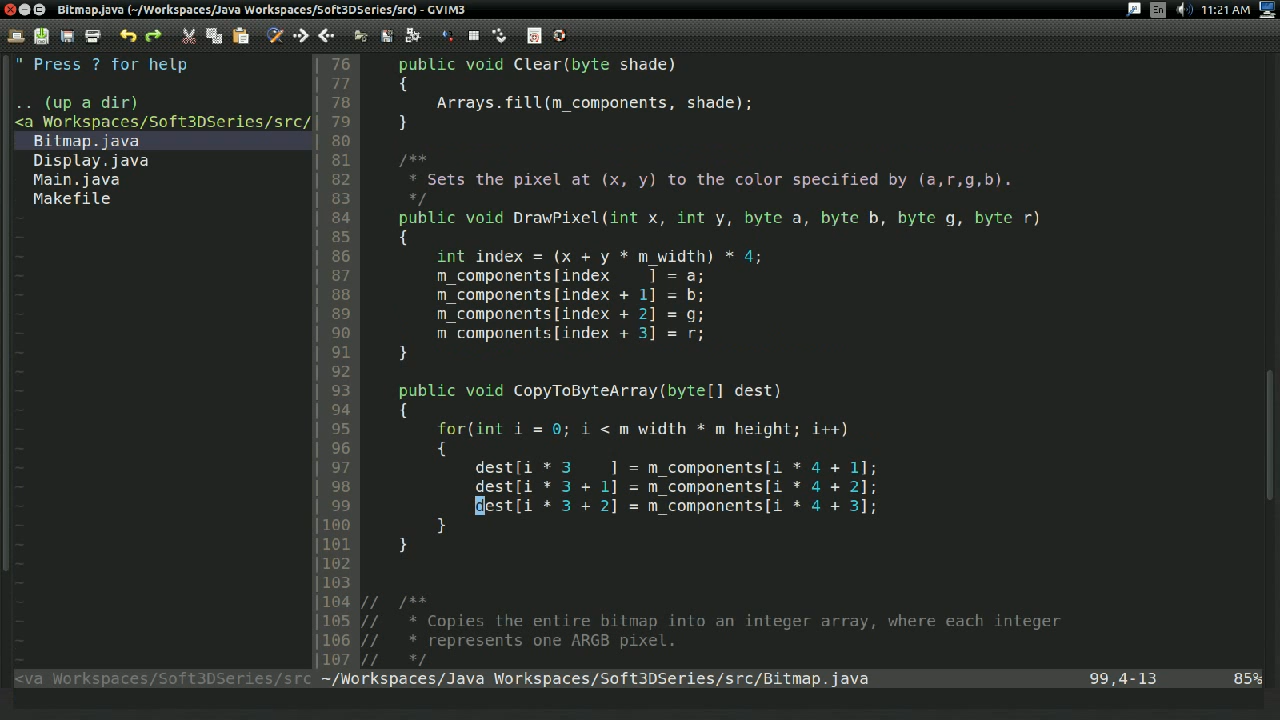 Bitmap.java (~/Workspaces/Java Workspaces/Soft3DSeries/src) - GVIM3
En
11:21 AM
" Press ? for help
.. (up a dir)
<a Workspaces/Soft3DSeries/src/
Bitmap.java
Display.java
Main.java
Makefile
76 public void Clear(byte shade)
77 {
78 Arrays.fill(m_components, shade);
79 }
80
81 /**
82 * Sets the pixel at (x, y) to the color specified by (a,r,g,b).
83 */
84 public void DrawPixel(int x, int y, byte a, byte b, byte g, byte r)
85 {
86 int index = (x + y * m_width) * 4;
87 m_components[index    ] = a;
88 m_components[index + 1] = b;
89 m_components[index + 2] = g;
90 m_components[index + 3] = r;
91 }
92
93 public void CopyToByteArray(byte[] dest)
94 {
95 for(int i = 0; i < m_width * m_height; i++)
96 {
97 dest[i * 3    ] = m_components[i * 4 + 1];
98 dest[i * 3 + 1] = m_components[i * 4 + 2];
99 dest[i * 3 + 2] = m_components[i * 4 + 3];
100 }
101 }
102
103
104 // /**
105 // * Copies the entire bitmap into an integer array, where each integer
106 // * represents one ARGB pixel.
107 // */
<va Workspaces/Soft3DSeries/src ~/Workspaces/Java Workspaces/Soft3DSeries/src/Bitmap.java 99,4-13 85%